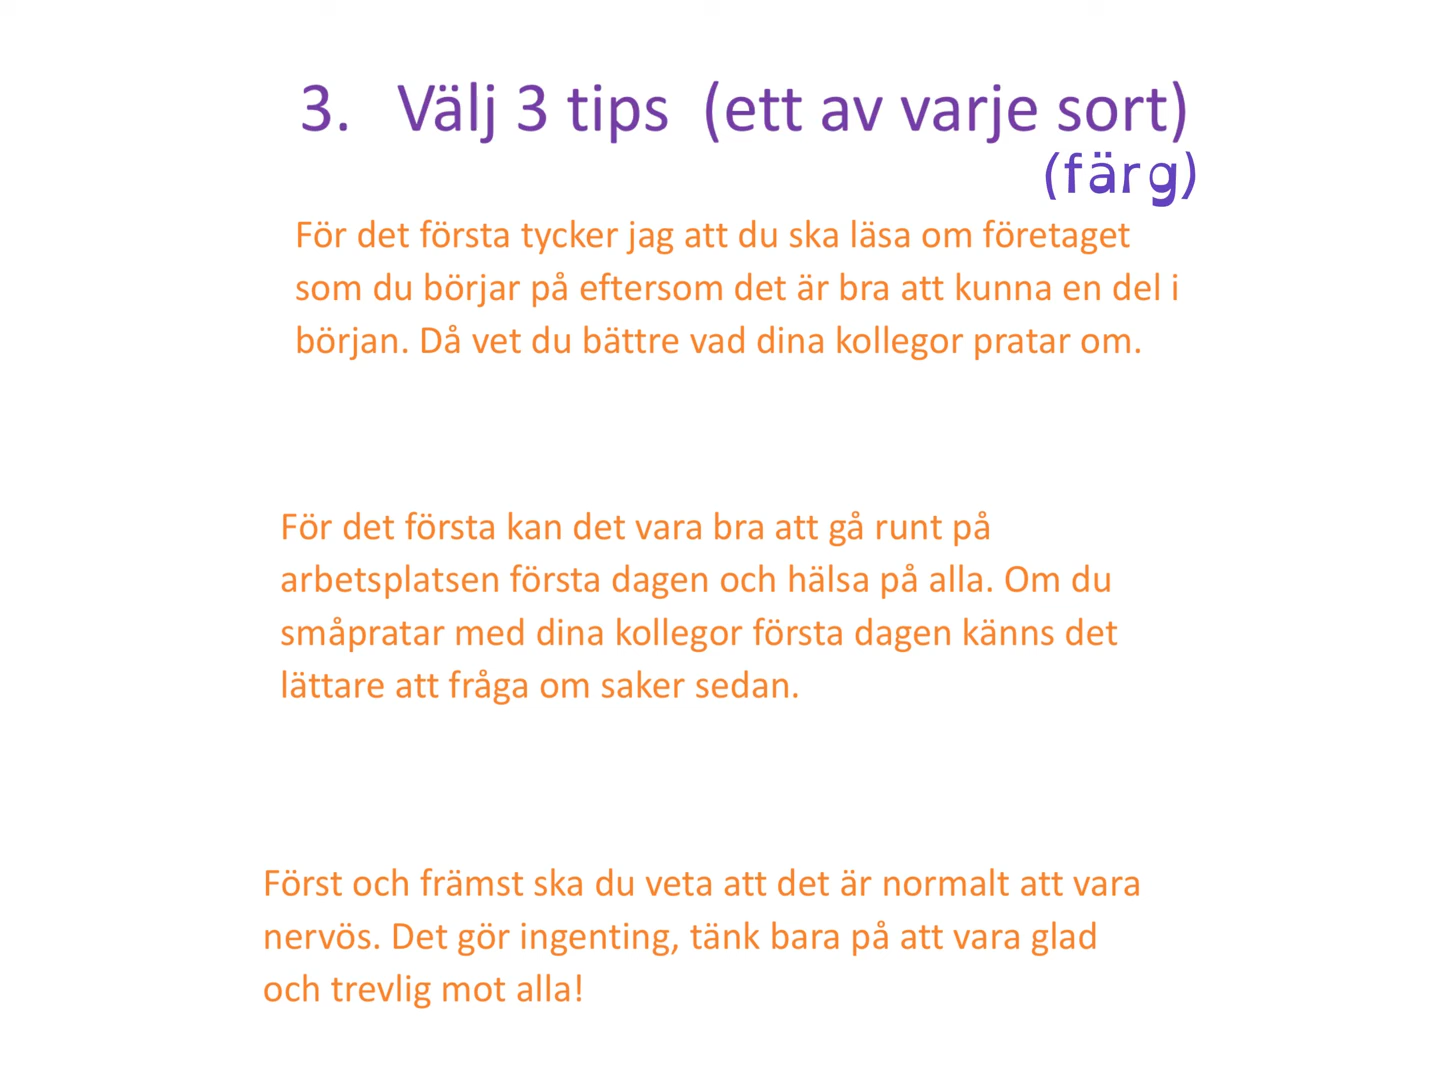 3. Välj 3 tips (ett av varje sort)
(färg)
För det första tycker jag att du ska läsa om företaget
som du börjar på eftersom det är bra att kunna en del i
början. Då vet du bättre vad dina kollegor pratar om.
För det första kan det vara bra att gå runt på
arbetsplatsen första dagen och hälsa på alla. Om du
småpratar med dina kollegor första dagen känns det
lättare att fråga om saker sedan.
Först och främst ska du veta att det är normalt att vara
nervös. Det gör ingenting, tänk bara på att vara glad
och trevlig mot alla!